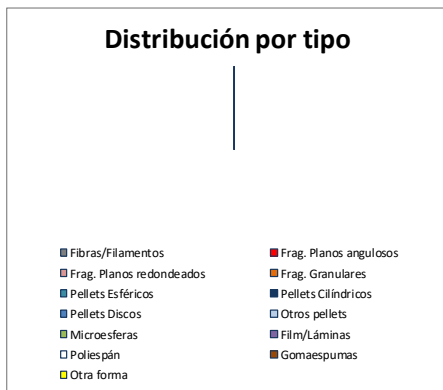 Distribución por tipo
Fibras/Filamentos
Frag. Planos angulosos
Frag. Planos redondeados
Frag. Granulares
Pellets Esféricos
Pellets Cilíndricos
Pellets Discos
Otros pellets
Microesferas
Film/Láminas
Poliespán
Gomaespumas
Otra forma